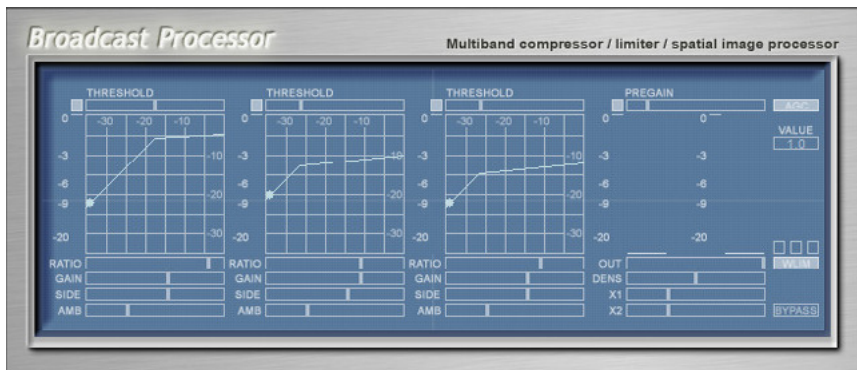 Broadcast Processor
Multiband compressor / limiter / spatial image processor
THRESHOLD THRESHOLD THRESHOLD PREGAIN AGC
0 -30 -20 -10 0 -30 -20 -10 0 -30 -20 -10 0 0
VALUE
1.0
-3 -10 -3 -10 -3 -10 -3 -3
-6 -6 -6 -6 -6
-9 -20 -9 -20 -9 -20 -9 -9
-20 -30 -20 -30 -20 -30 -20 -20
RATIO RATIO RATIO OUT WLIM
GAIN GAIN GAIN DENS
SIDE SIDE SIDE X1
AMB AMB AMB X2 BYPASS